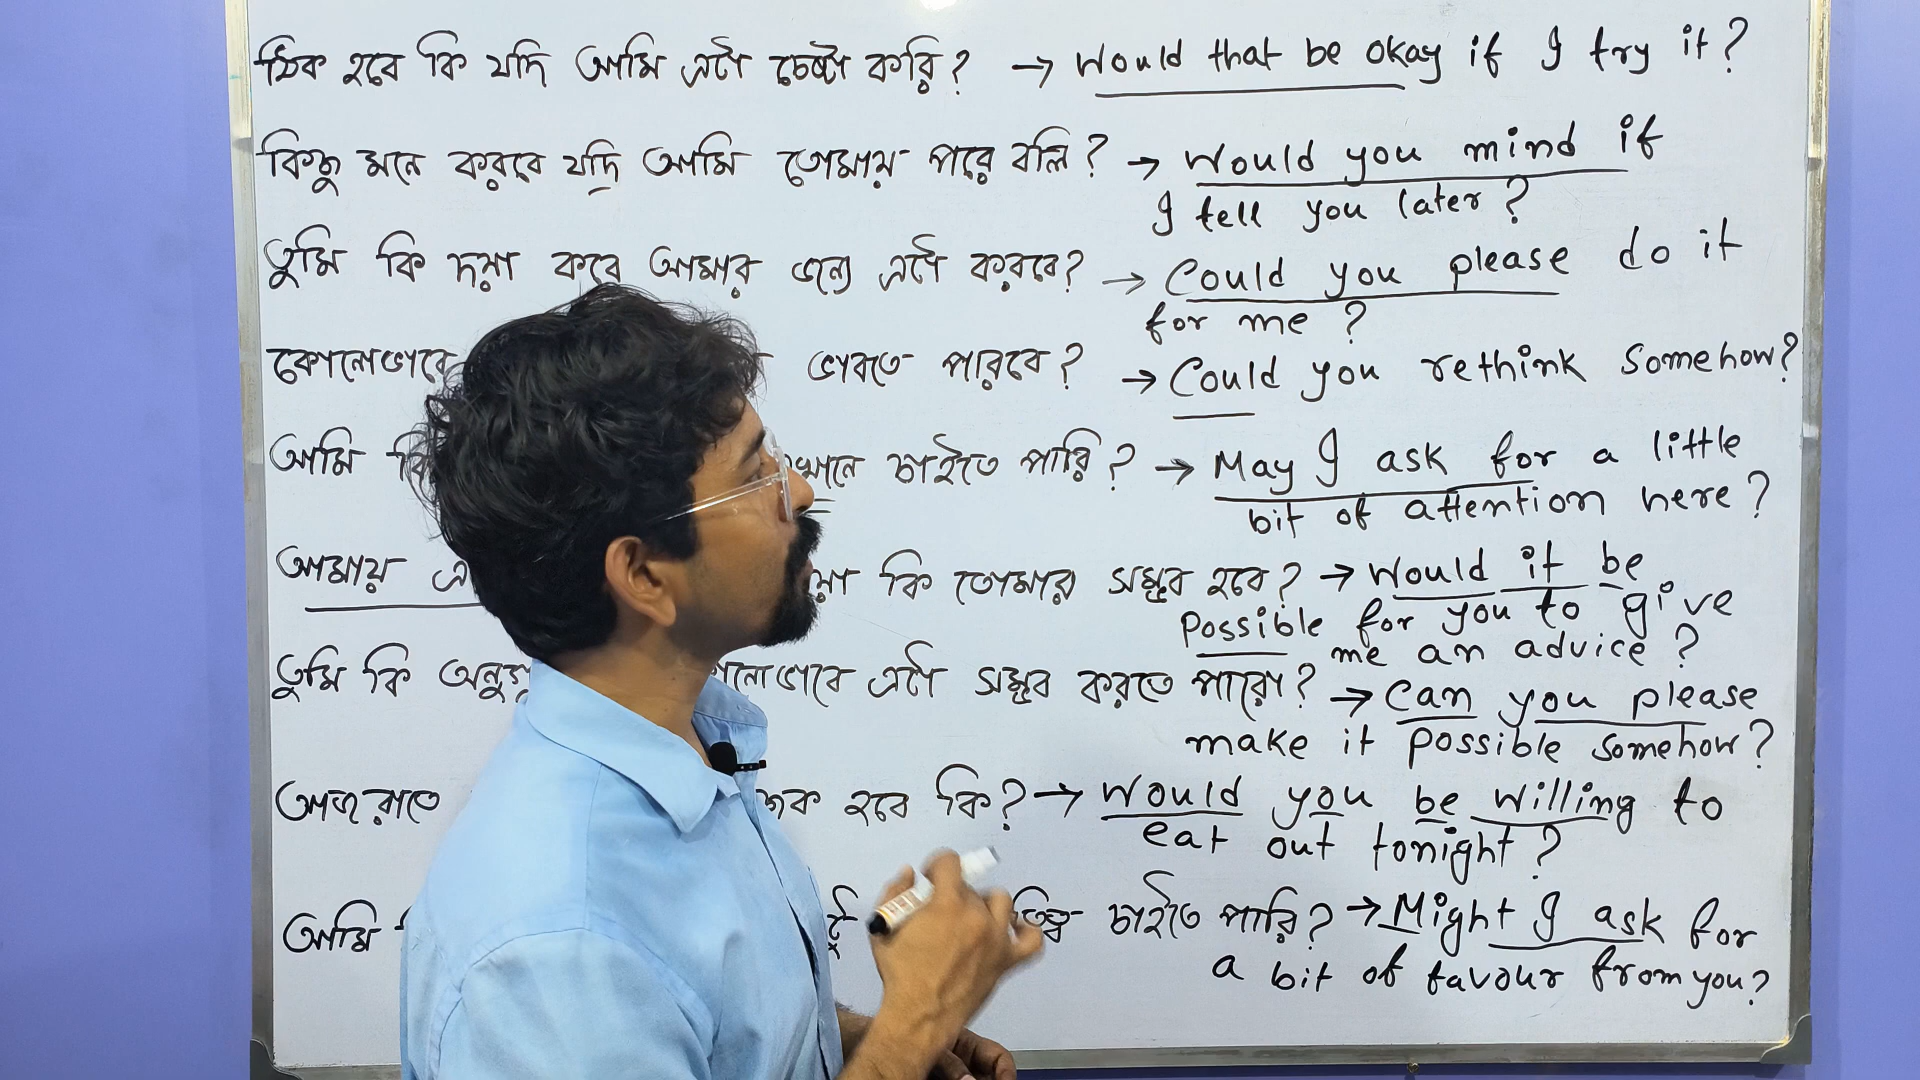 ঠিক হবে কি যদি আমি এটা চেষ্টা করি? → Would that be okay if I try it?
কিছু মনে করবে যদি আমি তোমায় পরে বলি? → Would you mind if
I tell you later?
তুমি কি দয়া করে আমার জন্যে এটা করবে? → Could you please do it
for me?
কোনোভাবে ভাবতে পারবে? → Could you rethink somehow?
আমি চাইতে পারি? → May I ask for a little
bit of attention here?
আমায় কি তোমার সম্ভব হবে? → Would it be
possible for you to give
me an advice?
তুমি কি এটা সম্ভব করতে পারো? → Can you please
make it possible somehow?
আজ রাতে হবে কি? → Would you be willing to
eat out tonight?
আমি চাইতে পারি? → Might I ask for
a bit of favour from you?